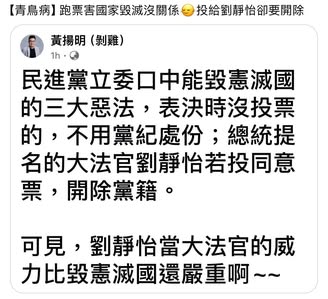 【青鳥病】跑票害國家毀滅沒關係😔投給劉靜怡卻要開除
黃揚明（剝雞）
1h ·
民進黨立委口中能毀憲滅國
的三大惡法，表決時沒投票
的，不用黨紀處份；總統提
名的大法官劉靜怡若投同意
票，開除黨籍。
可見，劉靜怡當大法官的威
力比毀憲滅國還嚴重啊~~